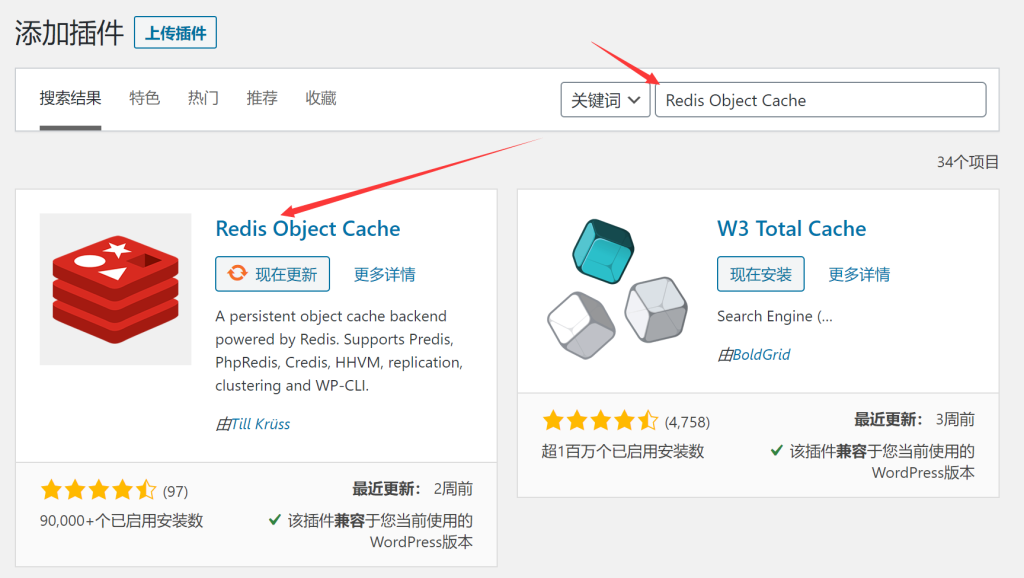 添加插件 上传插件
搜索结果 特色 热门 推荐 收藏 关键词 Redis Object Cache
34个项目
Redis Object Cache
现在更新 更多详情
A persistent object cache backend
powered by Redis. Supports Predis,
PhpRedis, Credis, HHVM, replication,
clustering and WP-CLI.
由Till Krüss
(97) 最近更新： 2周前
90,000+个已启用安装数 该插件兼容于您当前使用的
WordPress版本
W3 Total Cache
现在安装 更多详情
Search Engine (...
由BoldGrid
(4,758) 最近更新： 3周前
超1百万个已启用安装数 该插件兼容于您当前使用的
WordPress版本